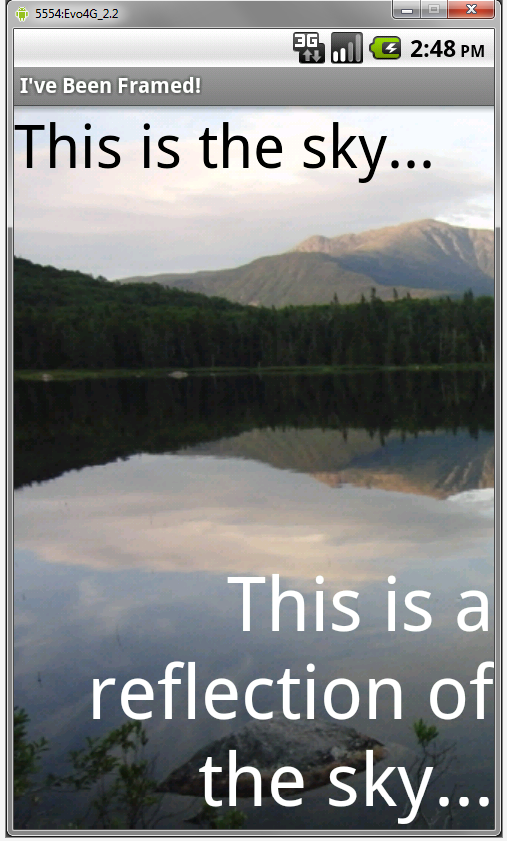 5554:Evo4G_2.2
3G
2:48 PM
I've Been Framed!
This is the sky...
This is a
reflection of
the sky...